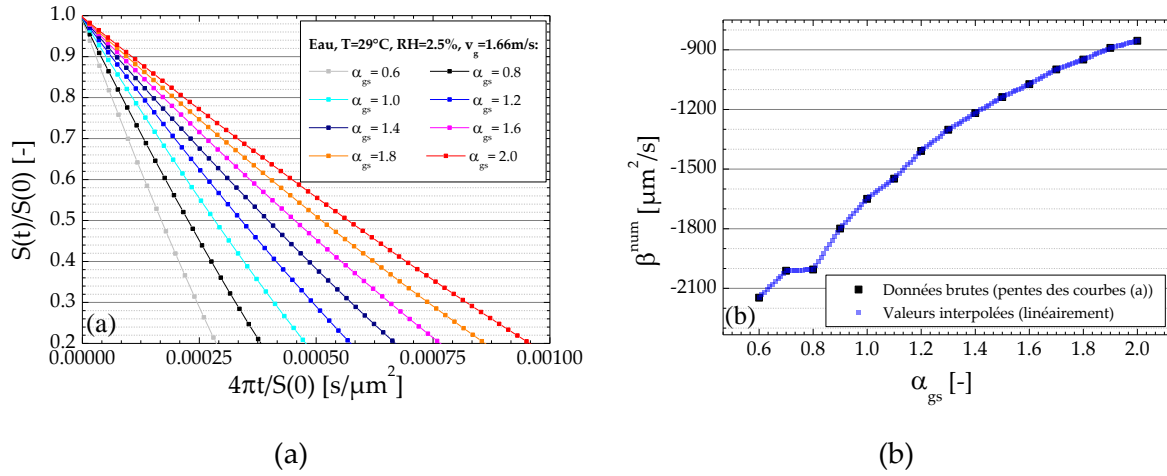 (a)
Eau, T=29°C, RH=2.5%, v_g=1.66m/s:
α_gs = 0.6 α_gs = 0.8
α_gs = 1.0 α_gs = 1.2
α_gs = 1.4 α_gs = 1.6
α_gs =1.8 α_gs = 2.0
S(t)/S(0) [-]
1.0
0.9
0.8
0.7
0.6
0.5
0.4
0.3
0.2
(a)
0.00000 0.00025 0.00050 0.00075 0.00100
4πt/S(0) [s/μm²]
(a)
(b)
β^num [μm²/s]
-900
-1200
-1500
-1800
-2100
Données brutes (pentes des courbes (a))
Valeurs interpolées (linéairement)
(b)
0.6 0.8 1.0 1.2 1.4 1.6 1.8 2.0
α_gs [-]
(b)